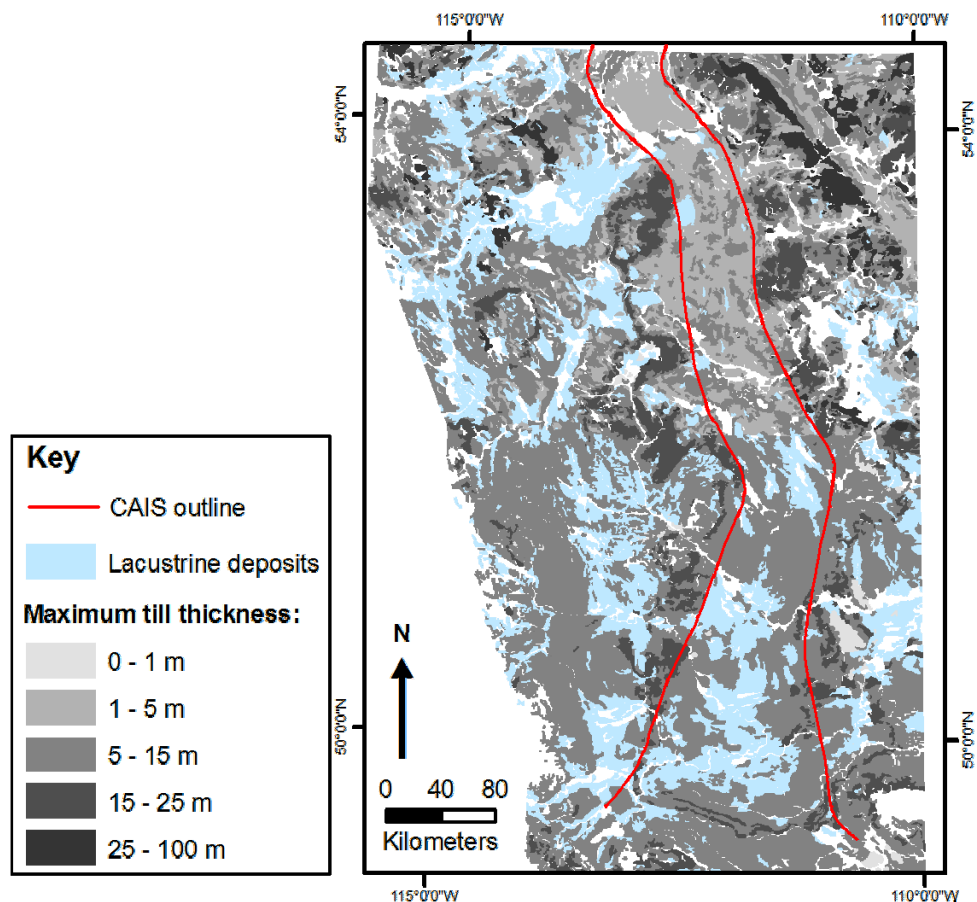 115°0'0"W 110°0'0"W
54°0'0"N 54°0'0"N
Key
CAIS outline
Lacustrine deposits
Maximum till thickness:
0 - 1 m
1 - 5 m
5 - 15 m
15 - 25 m
25 - 100 m
N
50°0'0"N 50°0'0"N
0 40 80
Kilometers
115°0'0"W 110°0'0"W